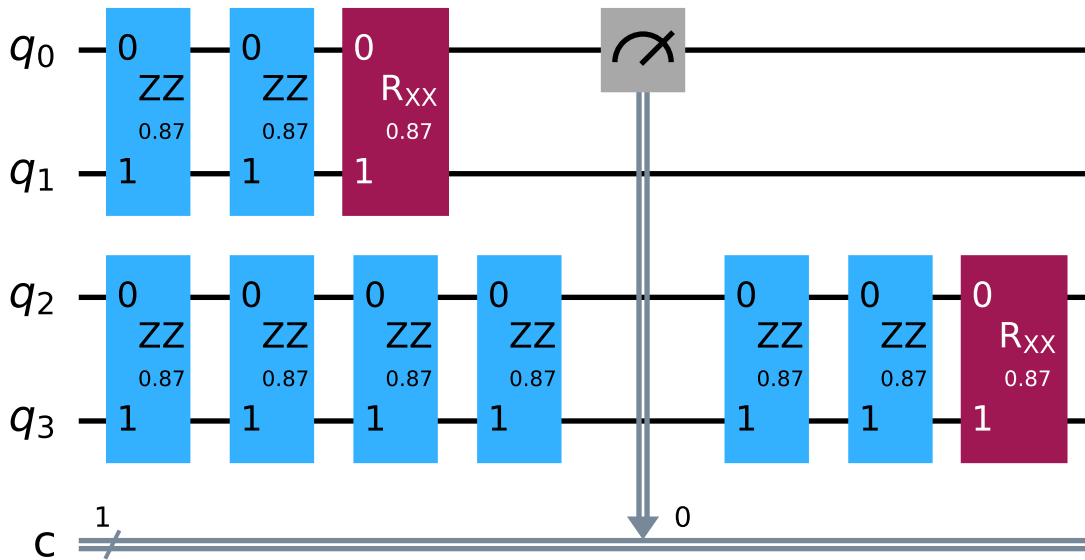 q0 0 0 0
ZZ ZZ RXX
0.87 0.87 0.87
q1 1 1 1
q2 0 0 0 0 0 0 0
ZZ ZZ ZZ ZZ ZZ ZZ RXX
0.87 0.87 0.87 0.87 0.87 0.87 0.87
q3 1 1 1 1 1 1 1
1 0
c